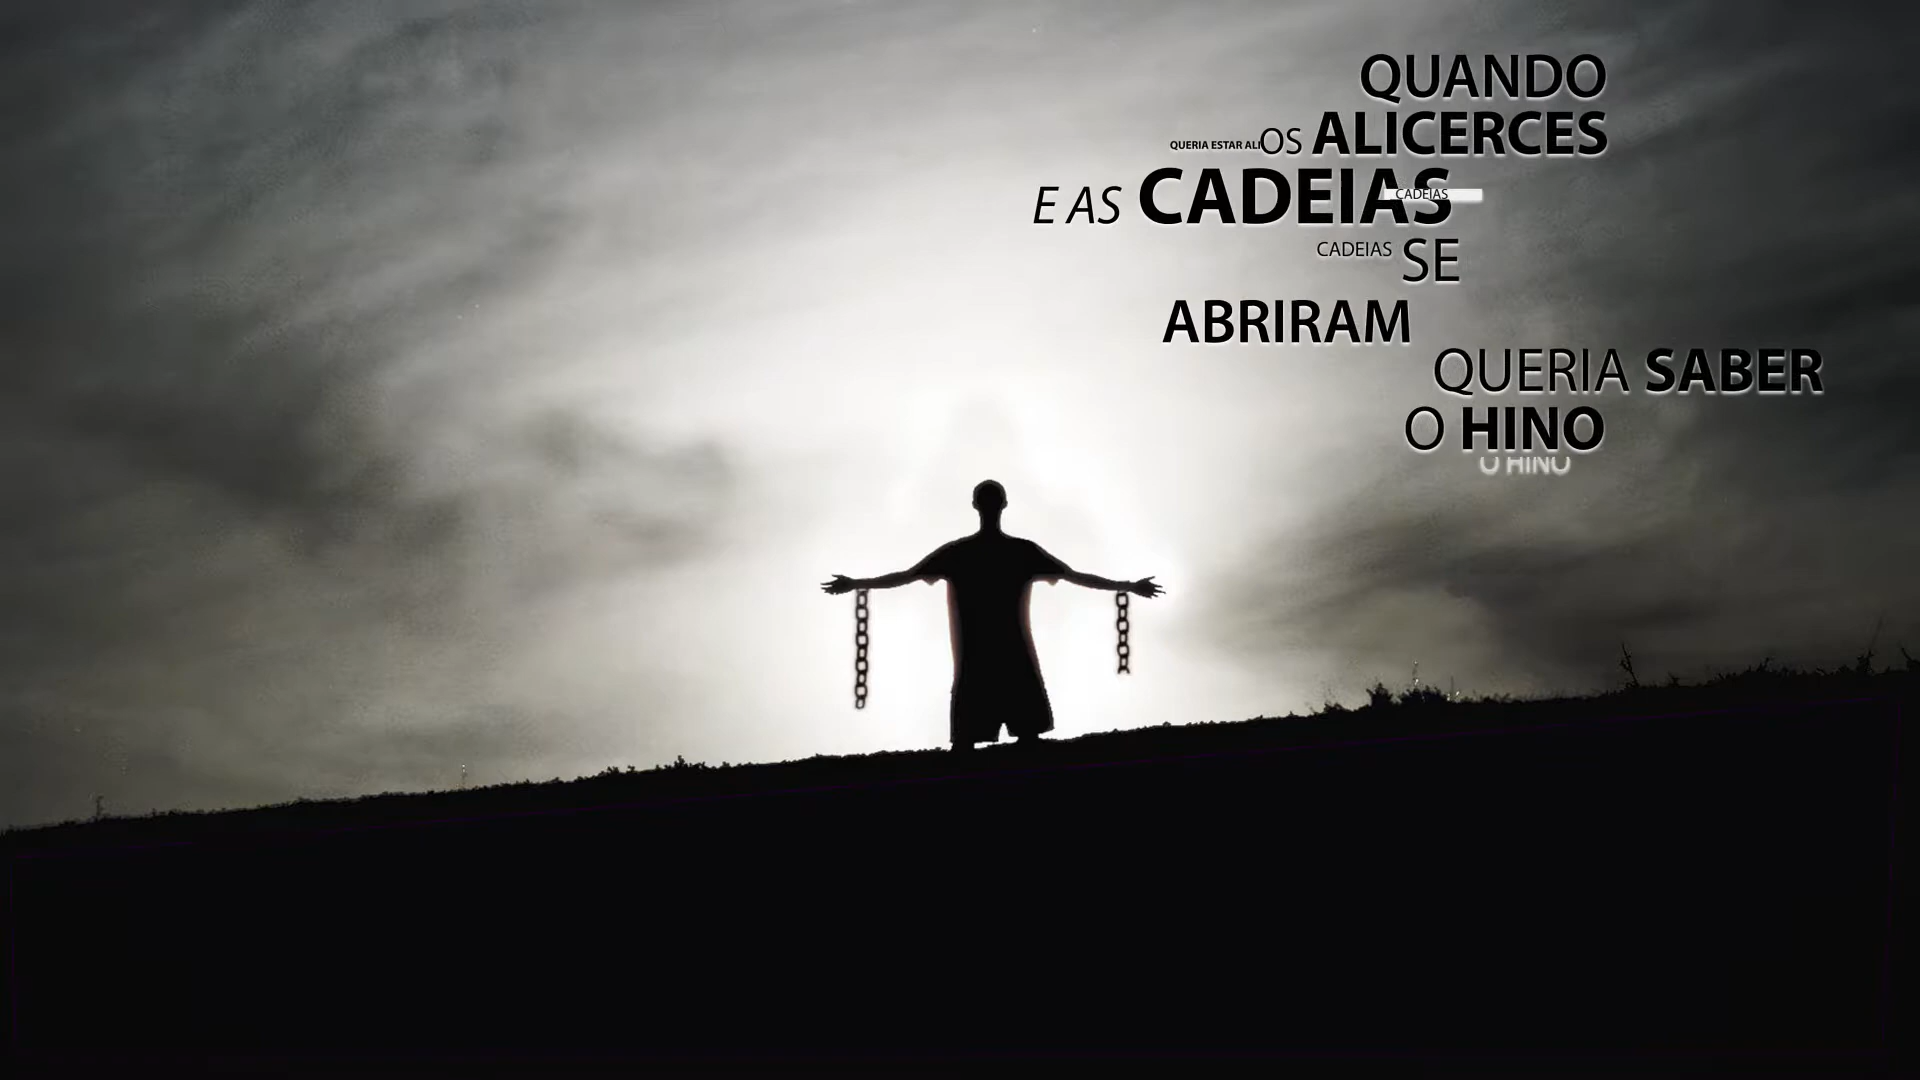 QUANDO
QUERIA ESTAR ALI OS ALICERCES
E AS CADEIAS CADEIAS
CADEIAS SE
ABRIRAM
QUERIA SABER
O HINO
O HINO